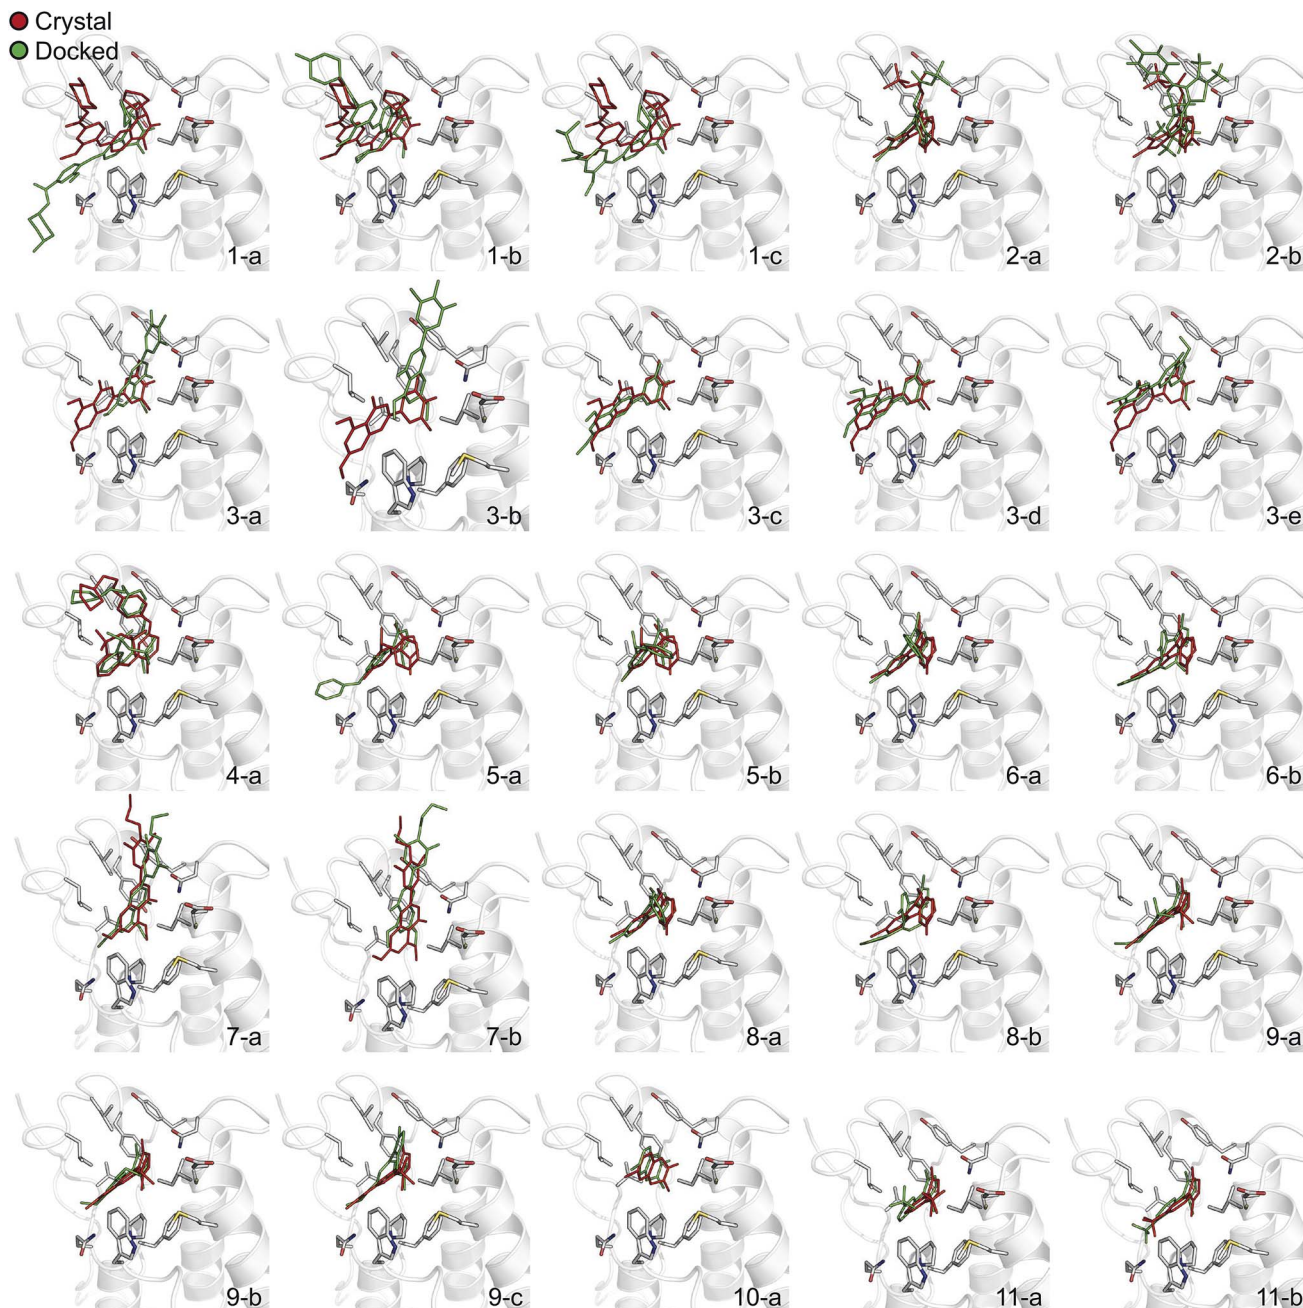 Crystal
Docked
1-a
1-b
1-c
2-a
2-b
3-a
3-b
3-c
3-d
3-e
4-a
5-a
5-b
6-a
6-b
7-a
7-b
8-a
8-b
9-a
9-b
9-c
10-a
11-a
11-b